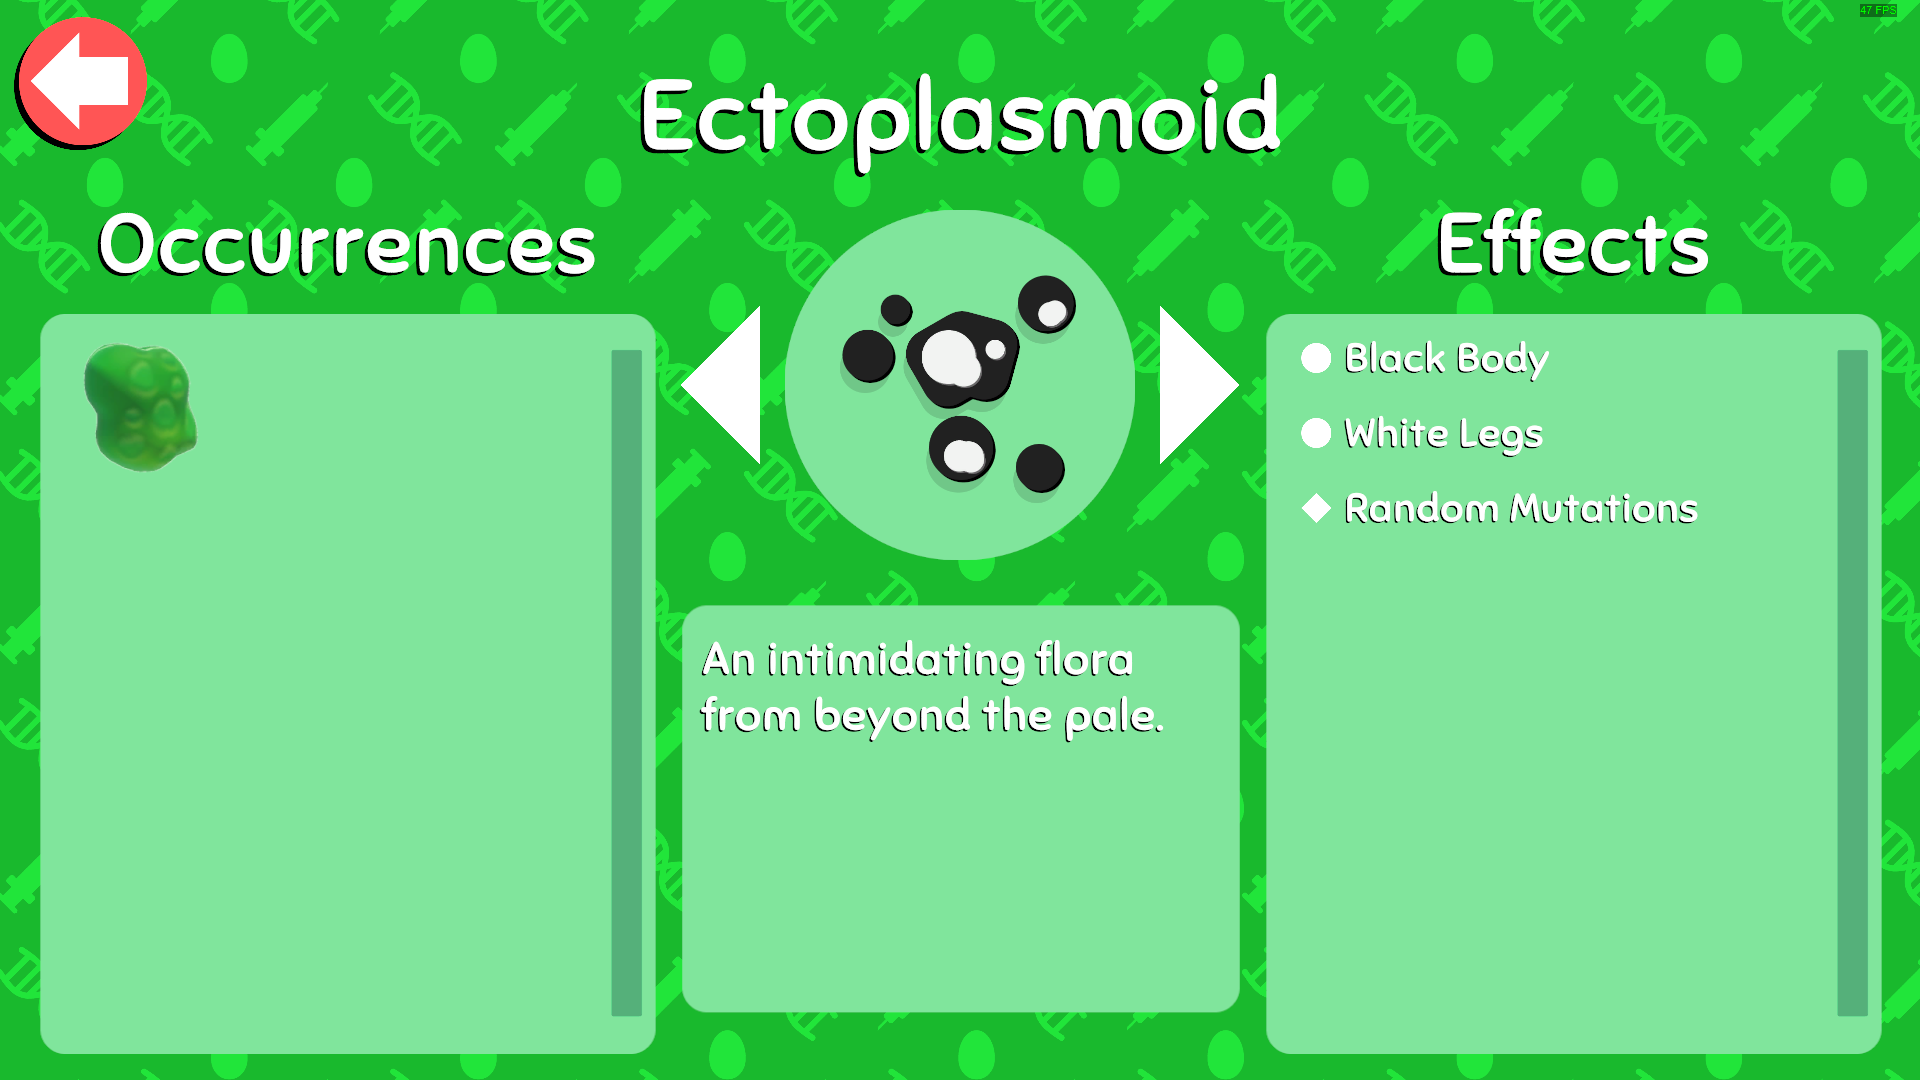 47 FPS
Ectoplasmoid
Occurrences
Effects
Black Body
White Legs
Random Mutations
An intimidating flora
from beyond the pale.